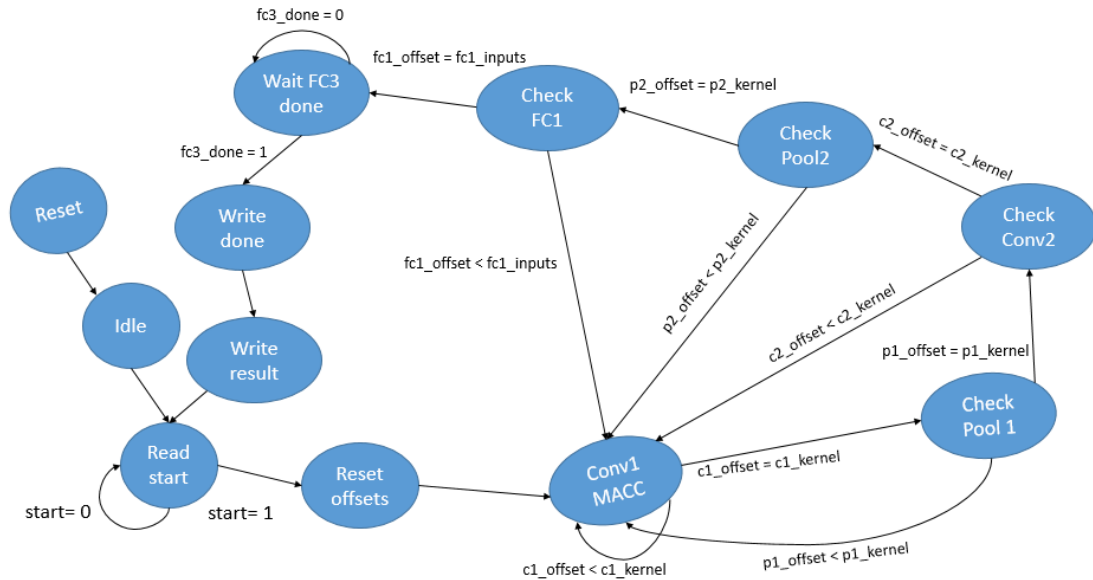 fc3_done = 0
Wait FC3
done
fc1_offset = fc1_inputs
Check
FC1
p2_offset = p2_kernel
Check
Pool2
c2_offset = c2_kernel
Check
Conv2
fc3_done = 1
Reset
Write
done
fc1_offset < fc1_inputs
p2_offset < p2_kernel
c2_offset < c2_kernel
p1_offset = p1_kernel
Idle
Write
result
Check
Pool 1
Read
start
start= 0
start= 1
Reset
offsets
Conv1
MACC
c1_offset = c1_kernel
c1_offset < c1_kernel
p1_offset < p1_kernel